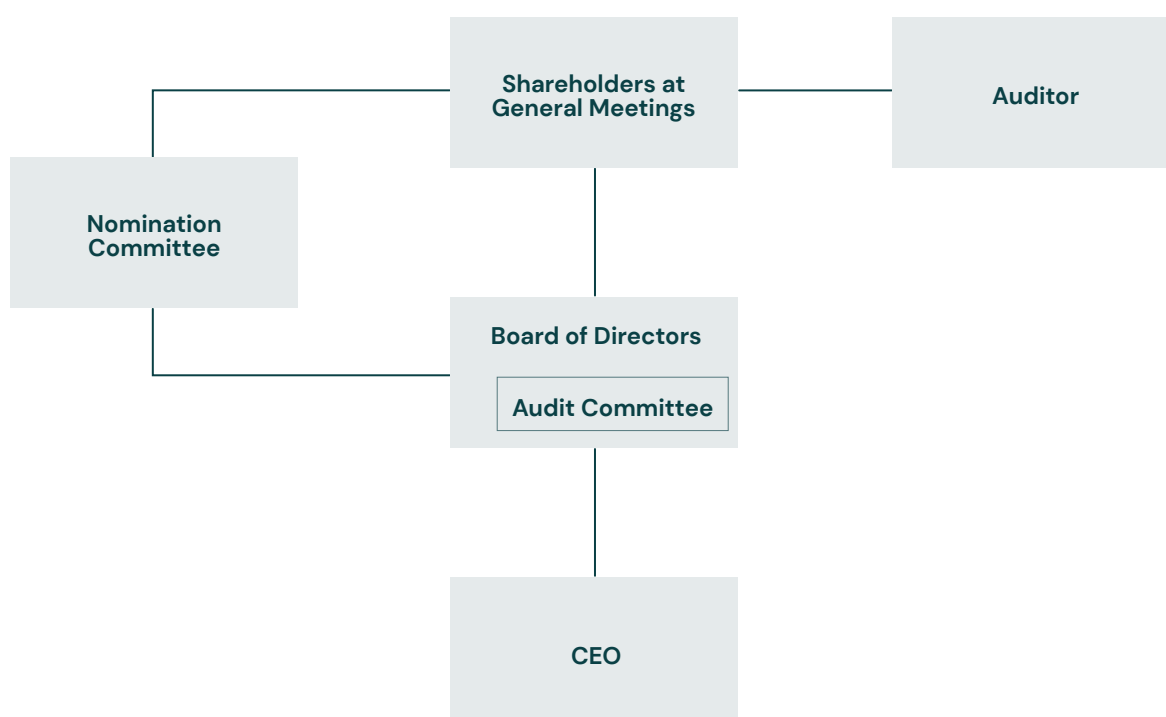 Shareholders at
General Meetings
Auditor
Nomination
Committee
Board of Directors
Audit Committee
CEO